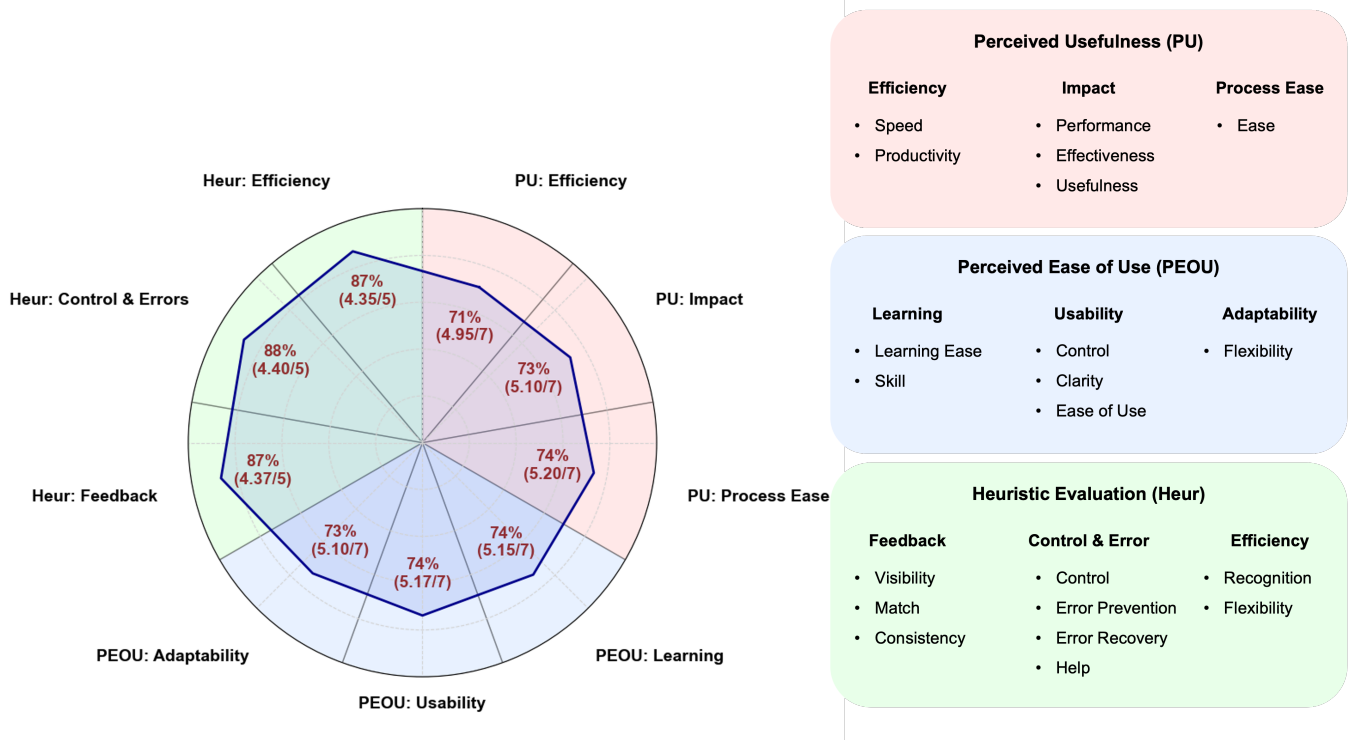 Heur: Efficiency
PU: Efficiency
Heur: Control & Errors
PU: Impact
87%
(4.35/5)
71%
(4.95/7)
88%
(4.40/5)
73%
(5.10/7)
87%
(4.37/5)
74%
(5.20/7)
Heur: Feedback
PU: Process Ease
73%
(5.10/7)
74%
(5.17/7)
74%
(5.15/7)
PEOU: Adaptability
PEOU: Learning
PEOU: Usability
Perceived Usefulness (PU)
Efficiency
• Speed
• Productivity
Impact
• Performance
• Effectiveness
• Usefulness
Process Ease
• Ease
Perceived Ease of Use (PEOU)
Learning
• Learning Ease
• Skill
Usability
• Control
• Clarity
• Ease of Use
Adaptability
• Flexibility
Heuristic Evaluation (Heur)
Feedback
• Visibility
• Match
• Consistency
Control & Error
• Control
• Error Prevention
• Error Recovery
• Help
Efficiency
• Recognition
• Flexibility